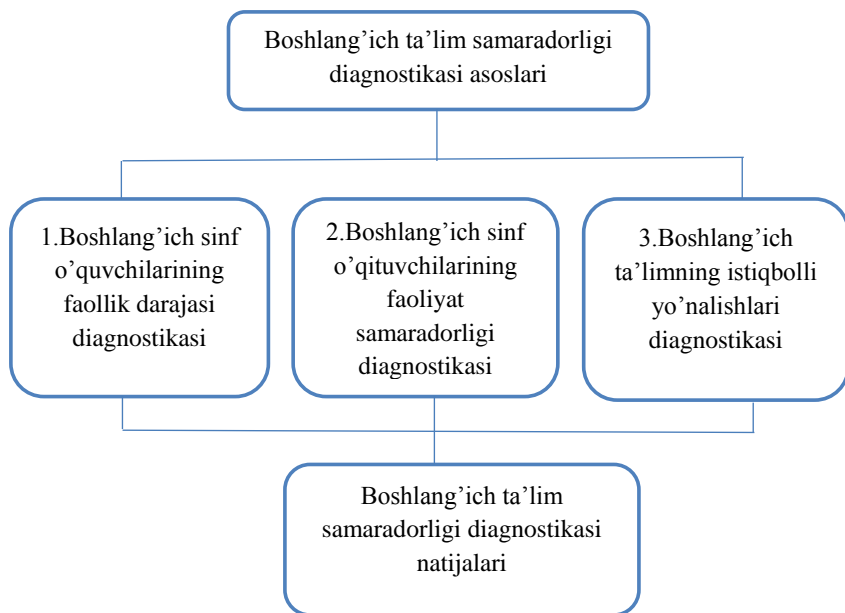 Boshlang’ich ta’lim samaradorligi
diagnostikasi asoslari
1.Boshlang’ich sinf
o’quvchilarining
faollik darajasi
diagnostikasi
2.Boshlang’ich sinf
o’qituvchilarining
faoliyat
samaradorligi
diagnostikasi
3.Boshlang’ich
ta’limning istiqbolli
yo’nalishlari
diagnostikasi
Boshlang’ich ta’lim
samaradorligi diagnostikasi
natijalari